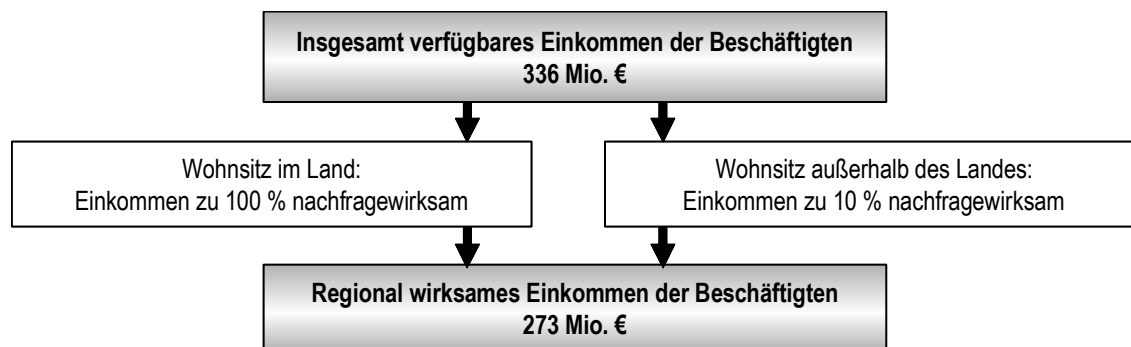 Insgesamt verfügbares Einkommen der Beschäftigten
336 Mio. €
Wohnsitz im Land:
Einkommen zu 100 % nachfragewirksam
Wohnsitz außerhalb des Landes:
Einkommen zu 10 % nachfragewirksam
Regional wirksames Einkommen der Beschäftigten
273 Mio. €